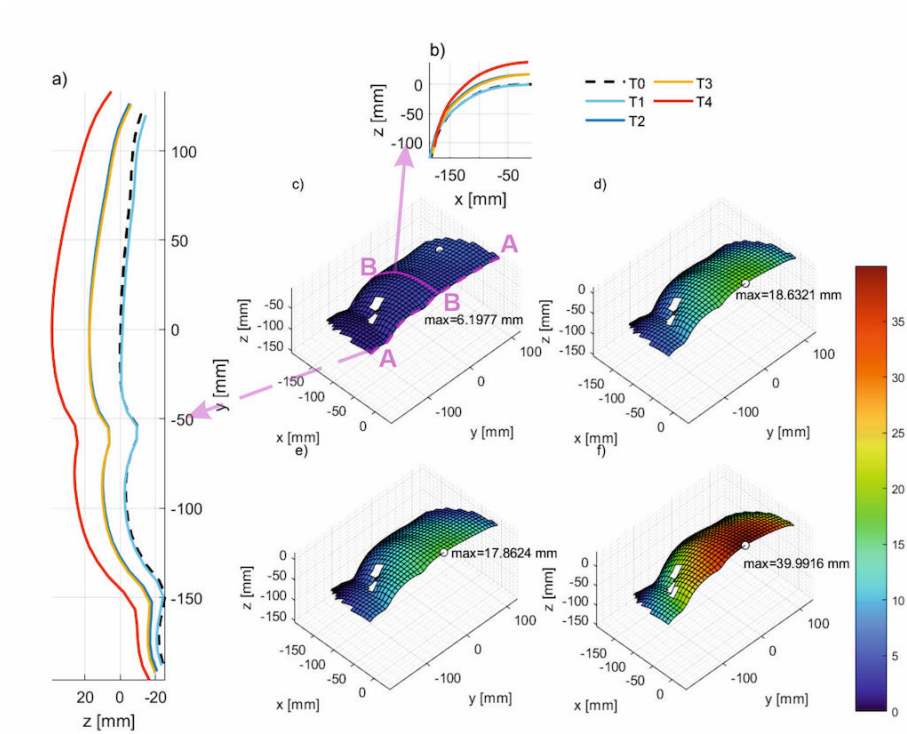 a)
b)
z [mm]
0
-50
-100
-150
-50
x [mm]
T0
T3
T1
T4
T2
100
50
0
-50
-100
-150
y [mm]
20
0
-20
z [mm]
c)
A
B
B
A
max=6.1977 mm
z [mm]
-50
-100
-150
-150
-100
-50
0
x [mm]
-100
0
100
y [mm]
d)
max=18.6321 mm
z [mm]
0
-50
-100
-150
-150
-100
-50
0
x [mm]
-100
0
100
y [mm]
e)
max=17.8624 mm
z [mm]
0
-50
-100
-150
-150
-100
-50
0
x [mm]
-100
0
100
y [mm]
f)
max=39.9916 mm
z [mm]
0
-50
-100
-150
-150
-100
-50
0
x [mm]
-100
0
100
y [mm]
35
30
25
20
15
10
5
0